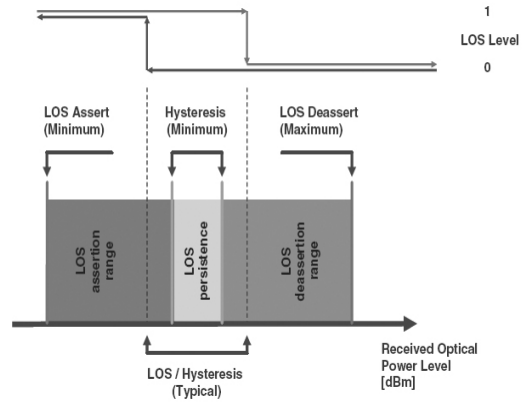 1
LOS Level
0
LOS Assert
(Minimum)
Hysteresis
(Minimum)
LOS Deassert
(Maximum)
LOS
assertion
range
LOS
persistence
LOS
deassertion
range
Received Optical
Power Level
[dBm]
LOS / Hysteresis
(Typical)